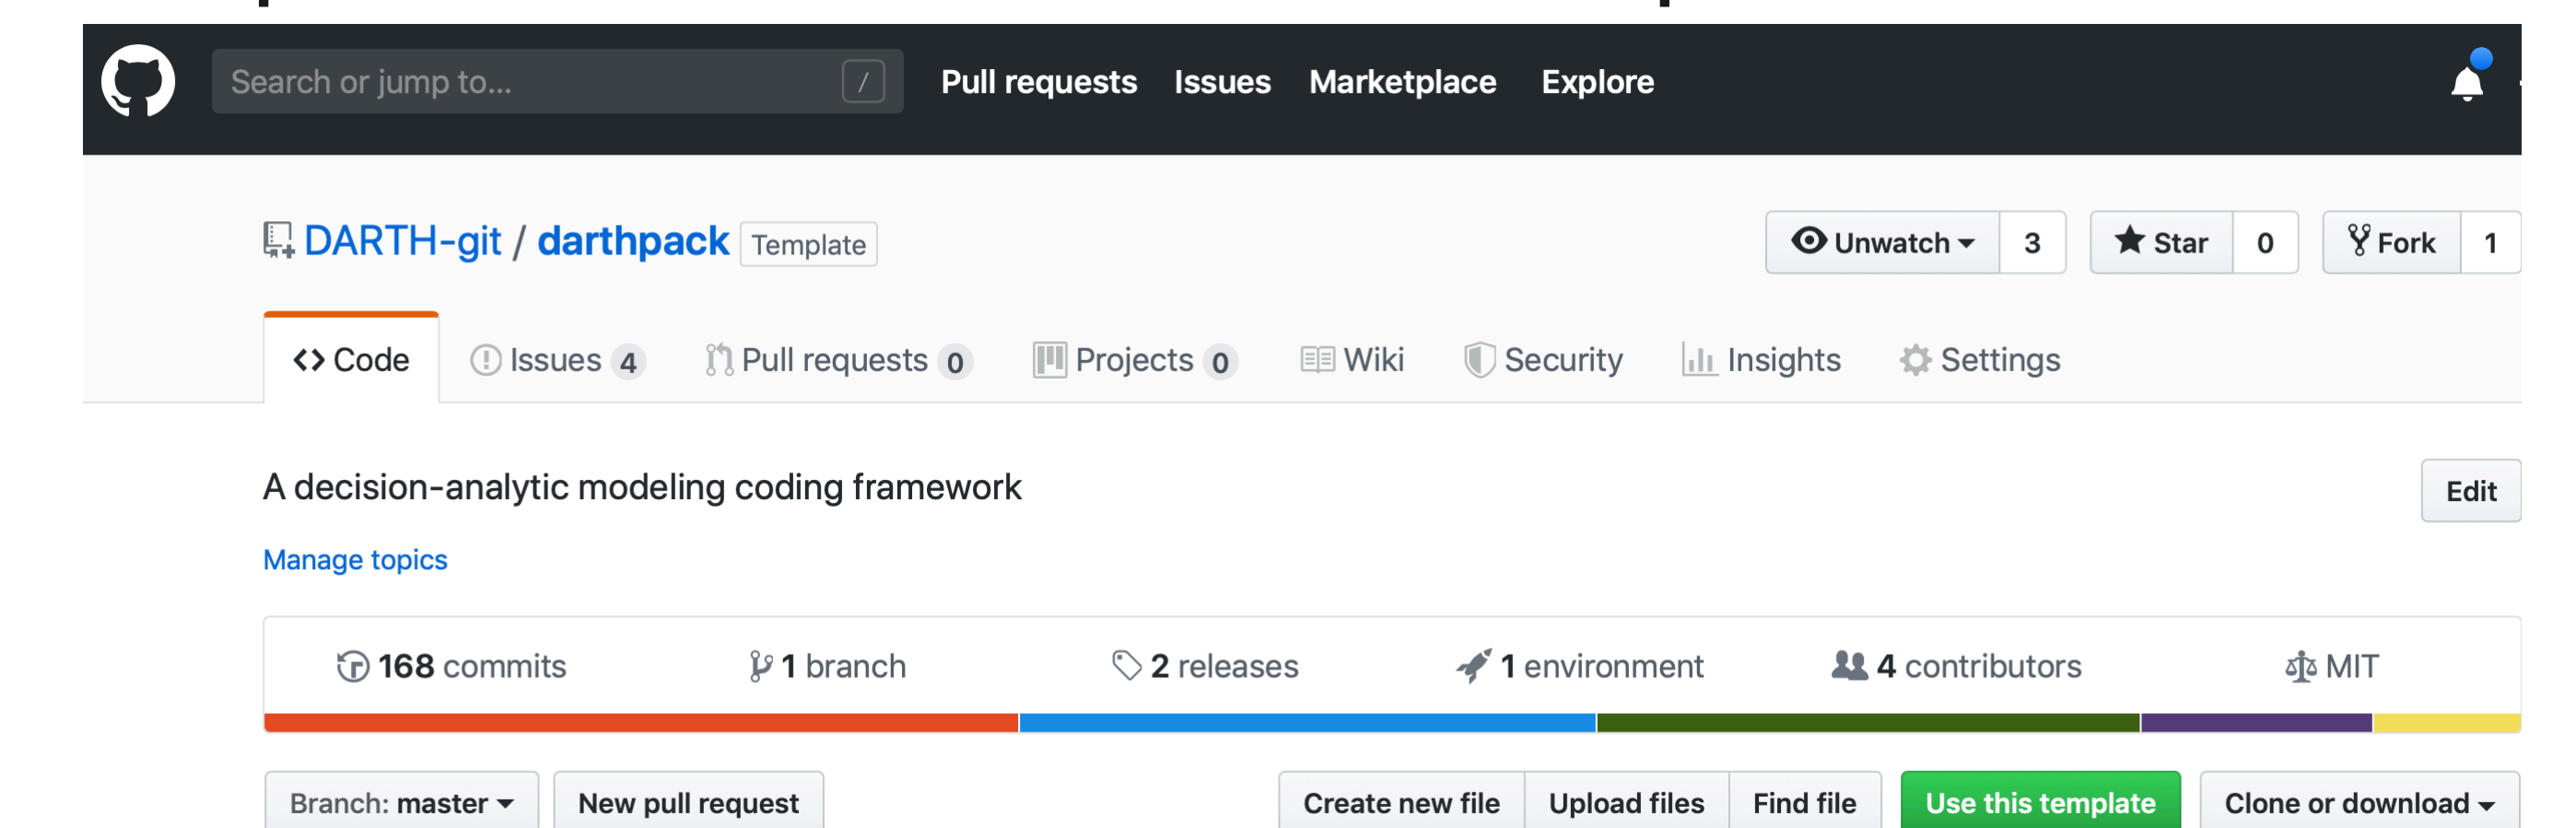 Search or jump to... / Pull requests Issues Marketplace Explore
DARTH-git / darthpack Template Unwatch 3 Star 0 Fork 1
Code Issues 4 Pull requests 0 Projects 0 Wiki Security Insights Settings
A decision-analytic modeling coding framework Edit
Manage topics
168 commits 1 branch 2 releases 1 environment 4 contributors MIT
Branch: master New pull request Create new file Upload files Find file Use this template Clone or download